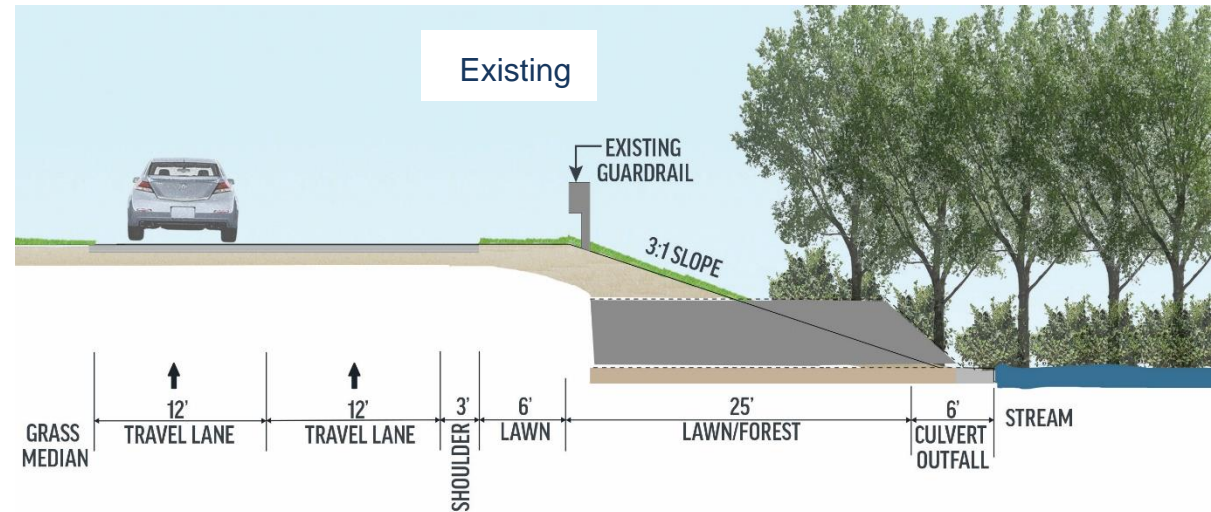 Existing
EXISTING
GUARDRAIL
3:1 SLOPE
12'
12'
3'
6'
25'
6'
GRASS
MEDIAN
TRAVEL LANE
TRAVEL LANE
SHOULDER
LAWN
LAWN/FOREST
CULVERT
OUTFALL
STREAM